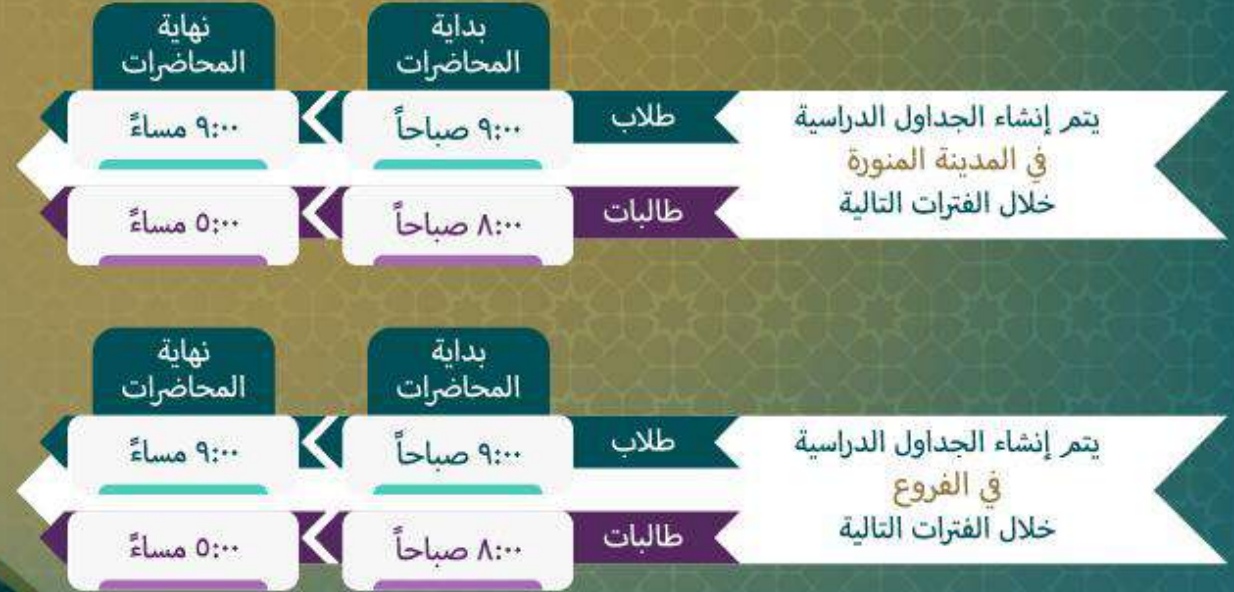 بداية
المحاضرات
نهاية
المحاضرات
يتم إنشاء الجداول الدراسية
في المدينة المنورة
خلال الفترات التالية
طلاب
٩:٠٠ صباحاً
٩:٠٠ مساءً
طالبات
٨:٠٠ صباحاً
٥:٠٠ مساءً
بداية
المحاضرات
نهاية
المحاضرات
يتم إنشاء الجداول الدراسية
في الفروع
خلال الفترات التالية
طلاب
٩:٠٠ صباحاً
٩:٠٠ مساءً
طالبات
٨:٠٠ صباحاً
٥:٠٠ مساءً